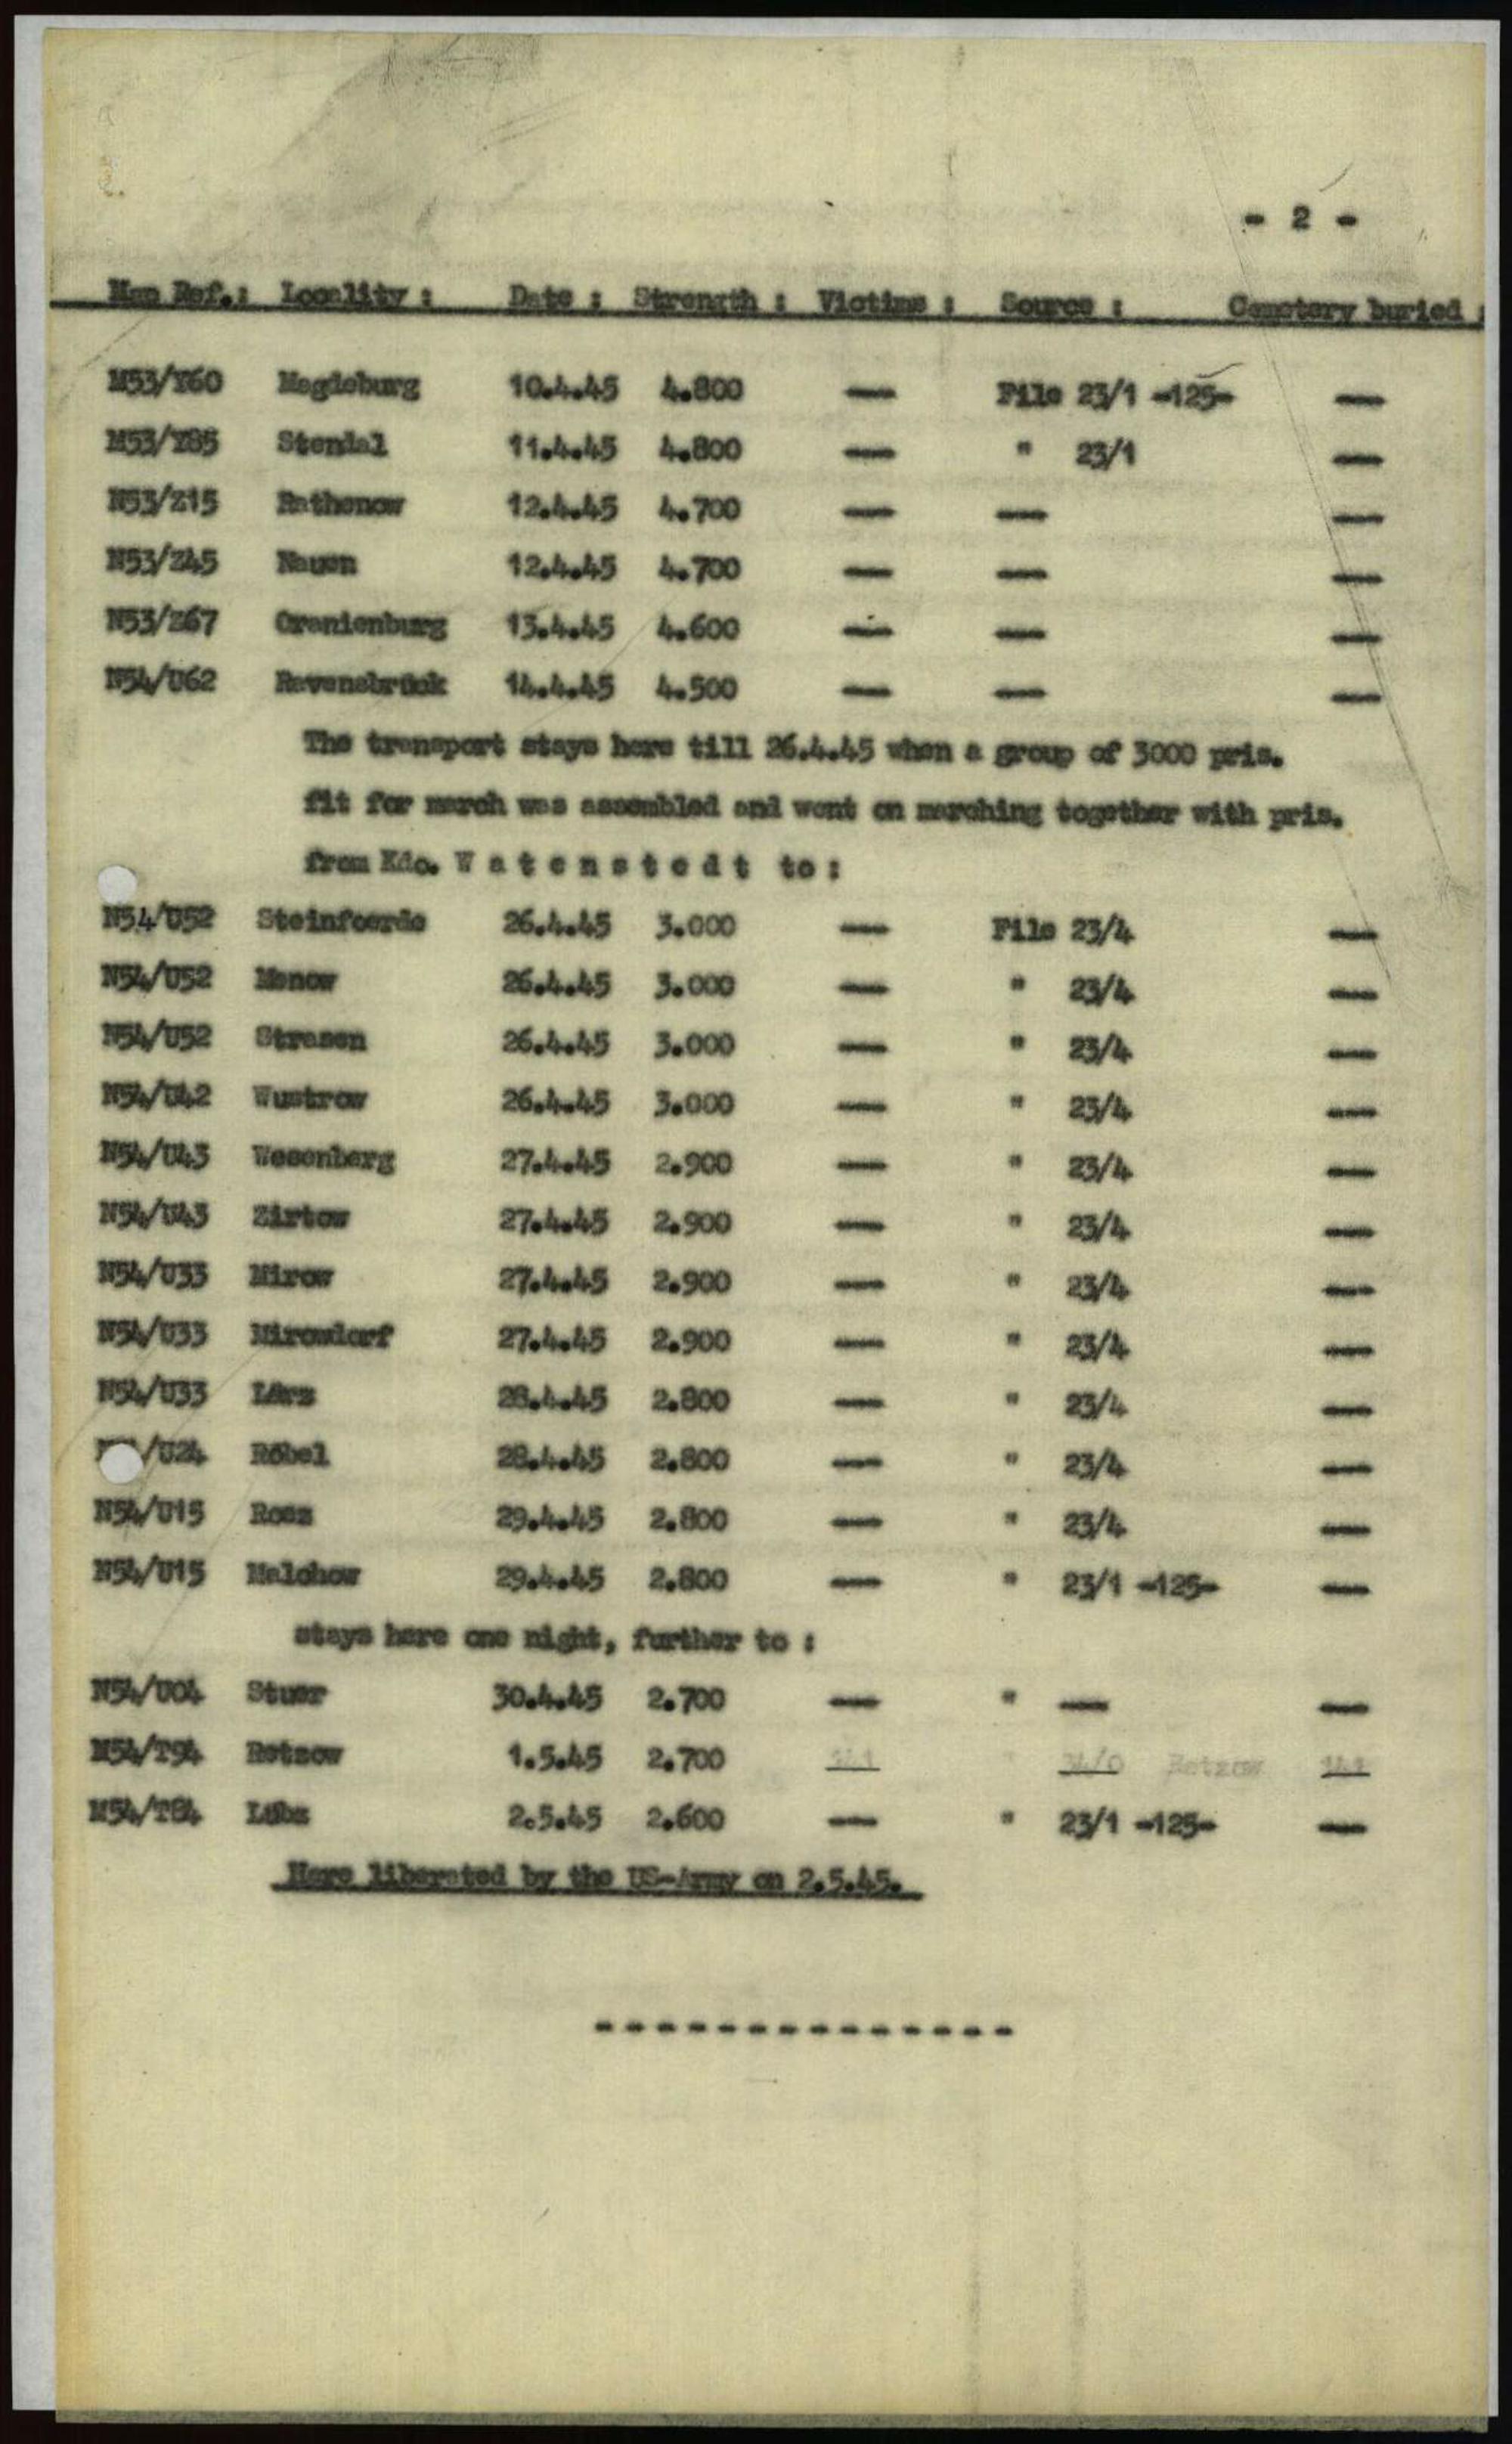 - 2 -
Map Ref.: Locality : Date : Strength : Victims : Source : Cemetery buried :
M53/Y60 Magdeburg 10.4.45 4.800 — File 23/1 -125- —
M53/Y85 Stendal 11.4.45 4.800 — " 23/1 —
N53/Z15 Rathenow 12.4.45 4.700 — — —
N53/Z45 Nauen 12.4.45 4.700 — — —
N53/Z67 Oranienburg 13.4.45 4.600 — — —
N54/U62 Ravensbrück 14.4.45 4.500 — — —
The transport stays here till 26.4.45 when a group of 3000 pris.
fit for march was assembled and went on marching together with pris.
from Kdo. W a t e n s t e d t to :
N54/U52 Steinfoerde 26.4.45 3.000 — File 23/4 —
N54/U52 Menow 26.4.45 3.000 — " 23/4 —
N54/U52 Strasen 26.4.45 3.000 — " 23/4 —
N54/U42 Wustrow 26.4.45 3.000 — " 23/4 —
N54/U43 Wesenberg 27.4.45 2.900 — " 23/4 —
N54/U43 Zirtow 27.4.45 2.900 — " 23/4 —
N54/U33 Mirow 27.4.45 2.900 — " 23/4 —
N54/U33 Mirowdorf 27.4.45 2.900 — " 23/4 —
N54/U33 Lärz 28.4.45 2.800 — " 23/4 —
/U24 Röbel 28.4.45 2.800 — " 23/4 —
N54/U15 Roez 29.4.45 2.800 — " 23/4 —
N54/U15 Malchow 29.4.45 2.800 — " 23/1 -125- —
stays here one night, further to :
N54/U04 Stuer 30.4.45 2.700 — " — —
M54/T94 Retzow 1.5.45 2.700 141 " Retzow 141
M54/T84 Lübz 2.5.45 2.600 — " 23/1 -125- —
Here liberated by the US-Army on 2.5.45.
- - - - - - - - - - - - - -